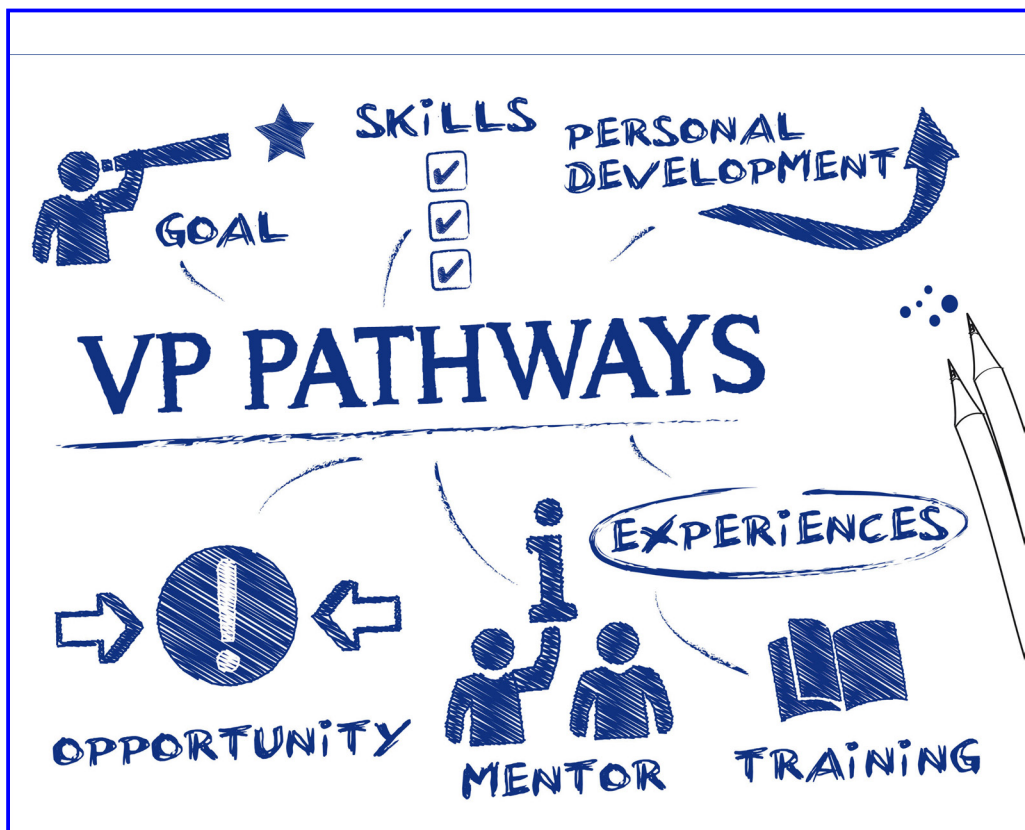 SKiLLS
PERSONAL
DEVELOPMENT
GOAL
VP PATHWAYS
EXPERiENCES
OPPORTUNiTY
MENTOR
TRAiNiNG